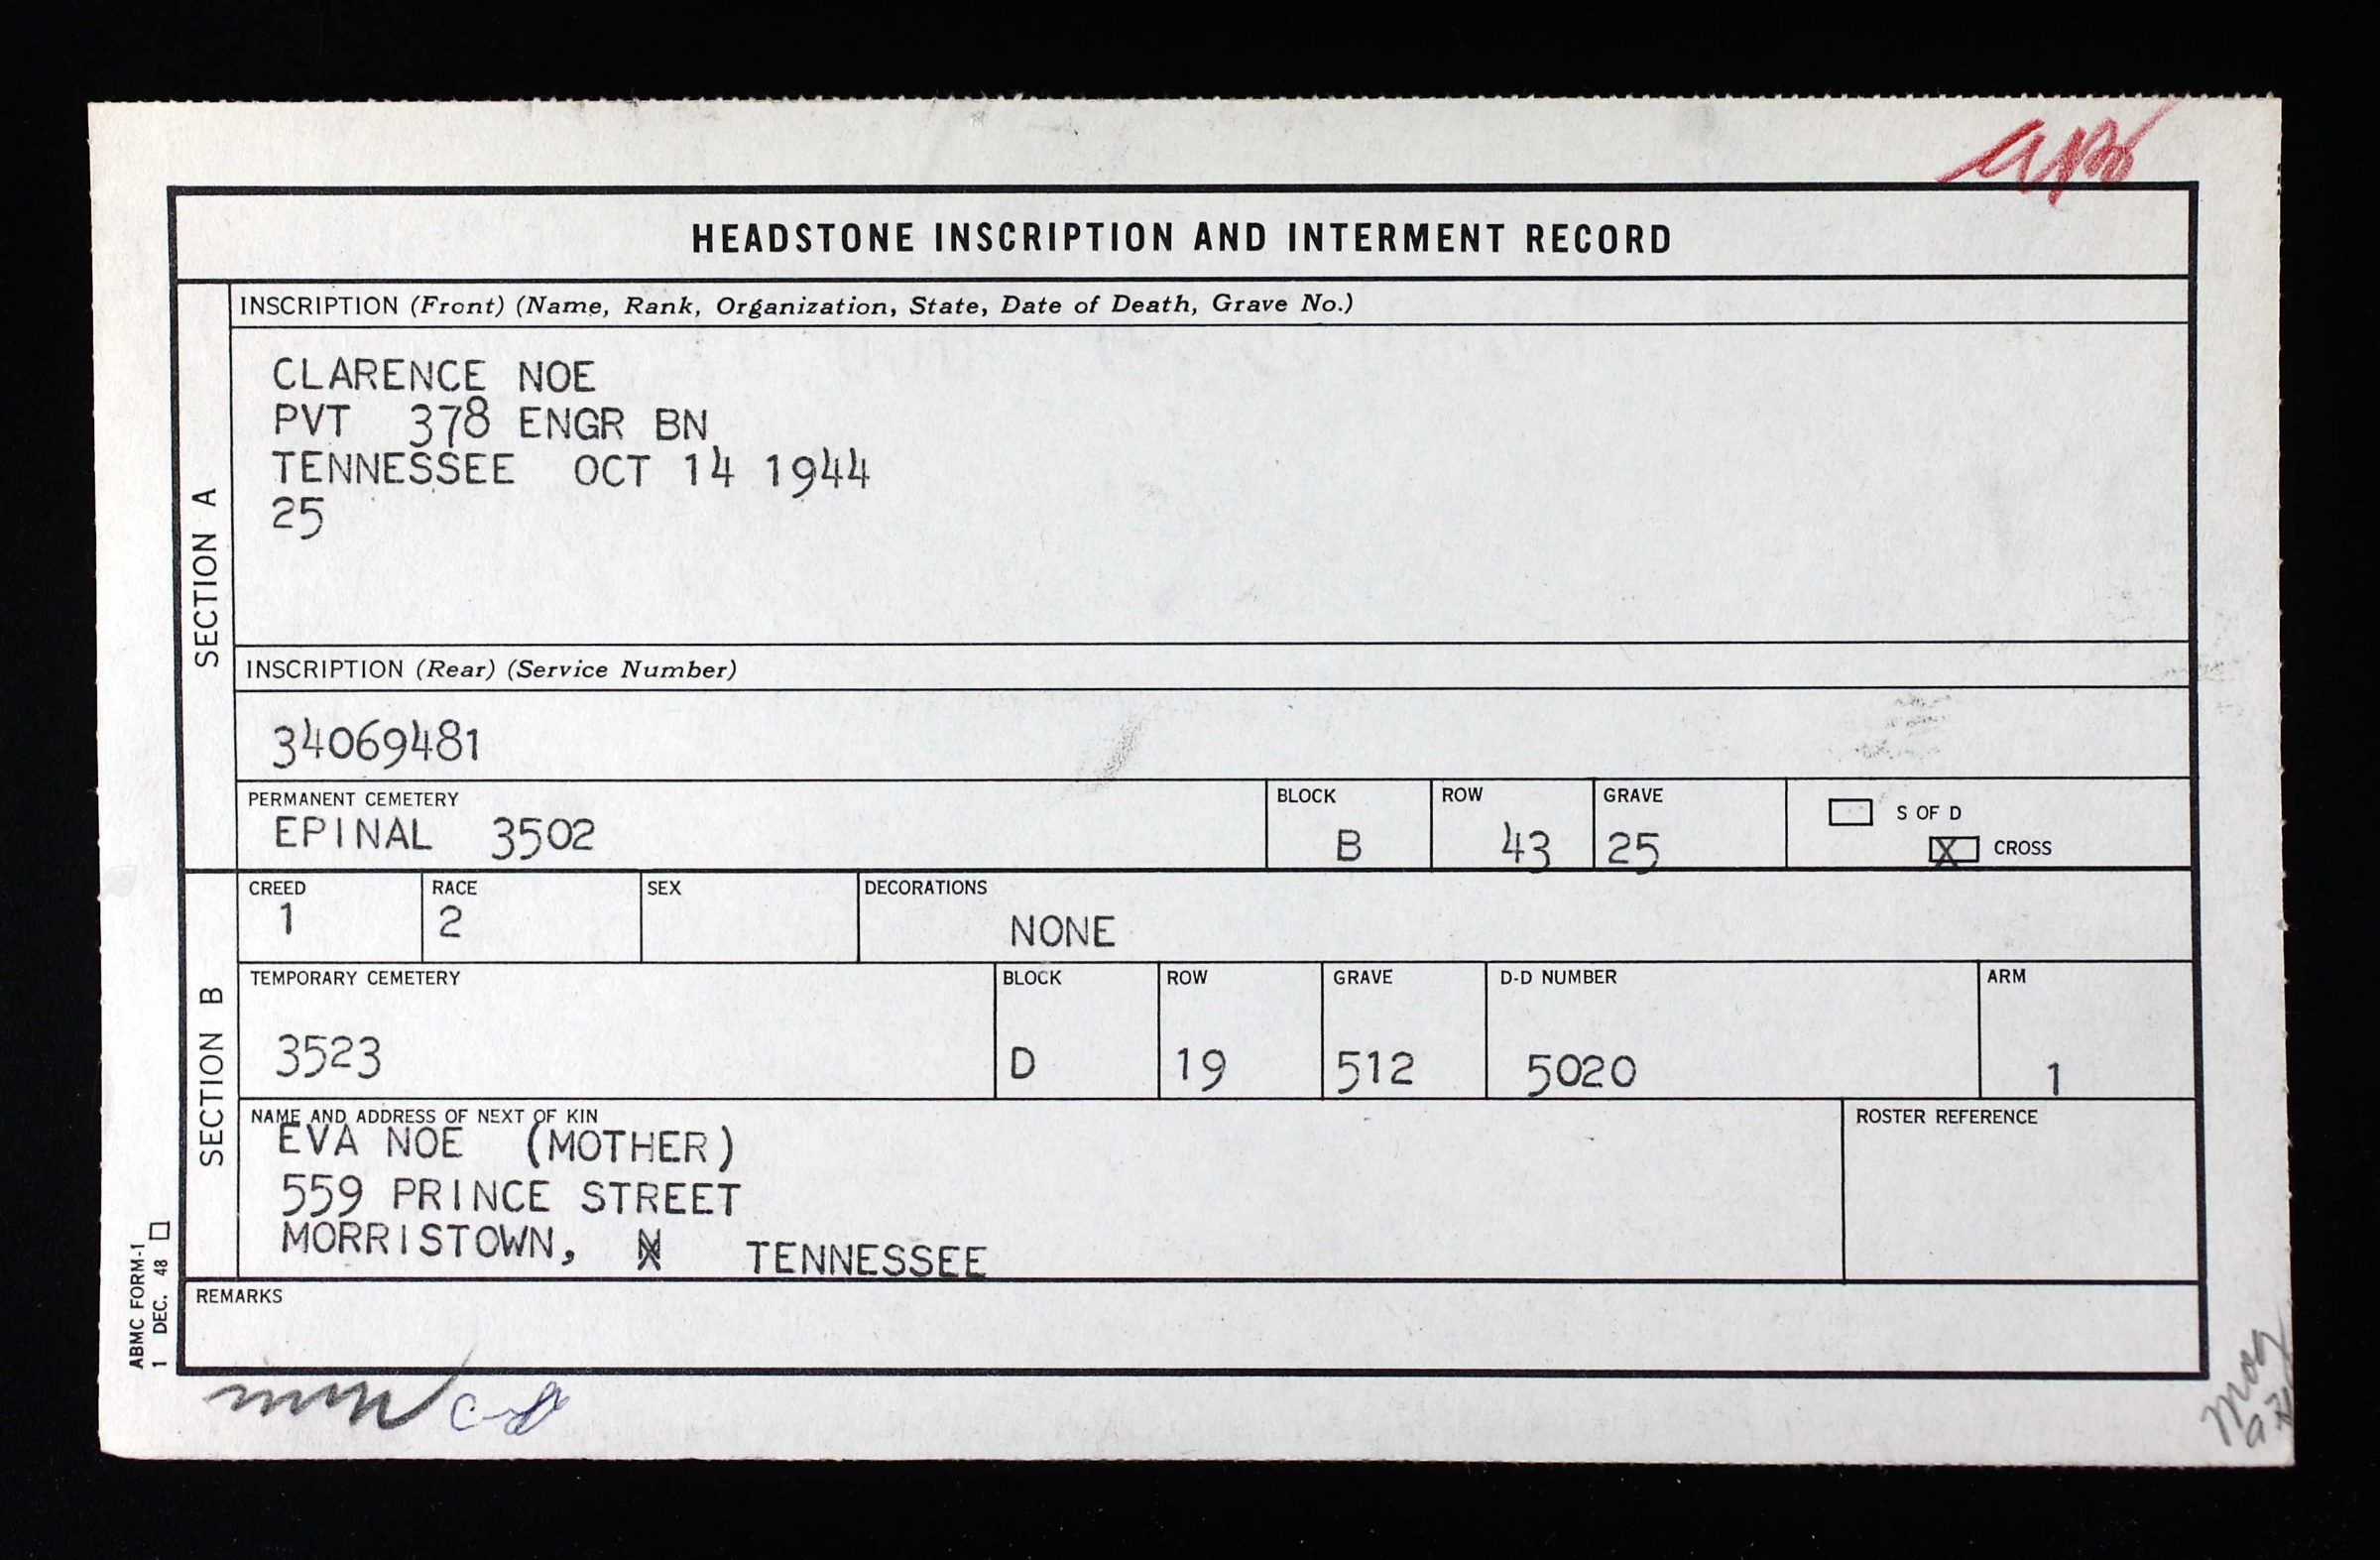 HEADSTONE INSCRIPTION AND INTERMENT RECORD
SECTION A
INSCRIPTION (Front) (Name, Rank, Organization, State, Date of Death, Grave No.)
CLARENCE NOE
PVT 378 ENGR BN
TENNESSEE OCT 14 1944
25
INSCRIPTION (Rear) (Service Number)
34069481
PERMANENT CEMETERY
EPINAL 3502
BLOCK
B
ROW
43
GRAVE
25
S OF D
X CROSS
SECTION B
CREED
1
RACE
2
SEX
DECORATIONS
NONE
TEMPORARY CEMETERY
3523
BLOCK
D
ROW
19
GRAVE
512
D-D NUMBER
5020
ARM
1
NAME AND ADDRESS OF NEXT OF KIN
EVA NOE (MOTHER)
559 PRINCE STREET
MORRISTOWN, TENNESSEE
ROSTER REFERENCE
REMARKS
ABMC FORM-1
1 DEC. 48